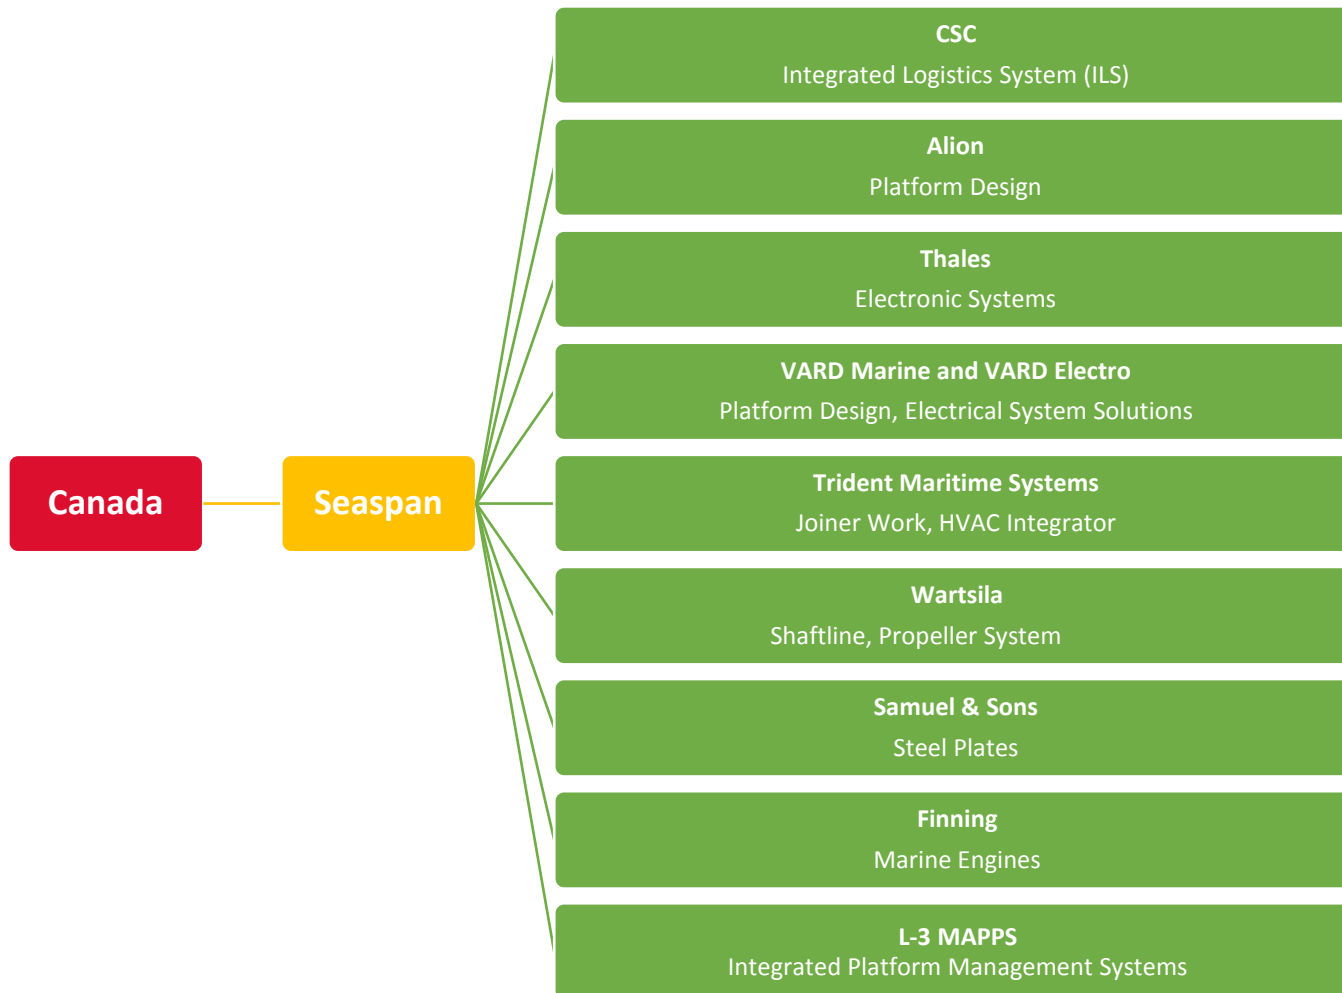 Canada
Seaspan
CSC
Integrated Logistics System (ILS)
Alion
Platform Design
Thales
Electronic Systems
VARD Marine and VARD Electro
Platform Design, Electrical System Solutions
Trident Maritime Systems
Joiner Work, HVAC Integrator
Wartsila
Shaftline, Propeller System
Samuel & Sons
Steel Plates
Finning
Marine Engines
L-3 MAPPS
Integrated Platform Management Systems